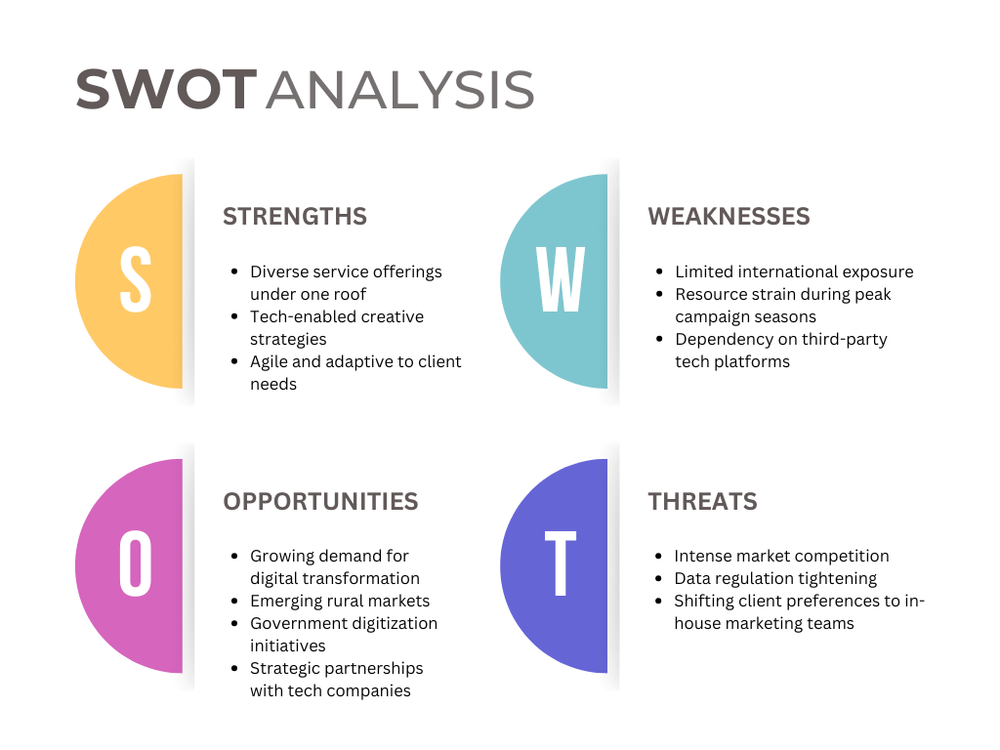 SWOT ANALYSIS
S
STRENGTHS
• Diverse service offerings
under one roof
• Tech-enabled creative
strategies
• Agile and adaptive to client
needs
W
WEAKNESSES
• Limited international exposure
• Resource strain during peak
campaign seasons
• Dependency on third-party
tech platforms
O
OPPORTUNITIES
• Growing demand for
digital transformation
• Emerging rural markets
• Government digitization
initiatives
• Strategic partnerships
with tech companies
T
THREATS
• Intense market competition
• Data regulation tightening
• Shifting client preferences to in-
house marketing teams